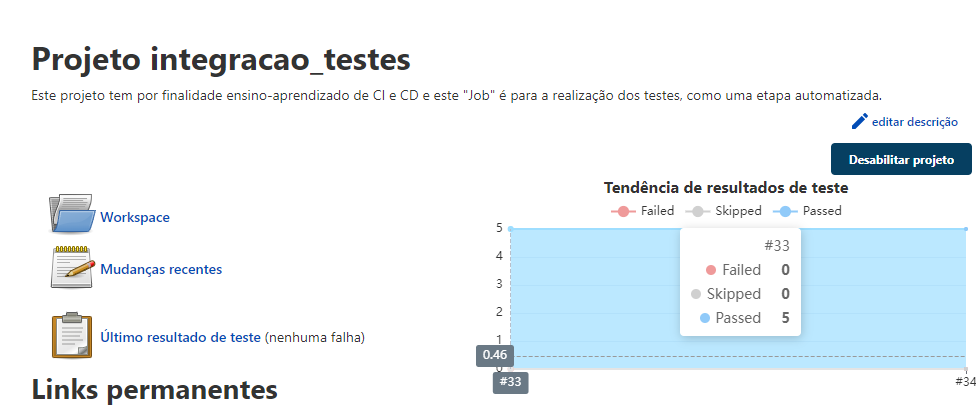 Projeto integracao_testes
Este projeto tem por finalidade ensino-aprendizado de CI e CD e este "Job" é para a realização dos testes, como uma etapa automatizada.
editar descrição
Desabilitar projeto
Workspace
Mudanças recentes
Último resultado de teste (nenhuma falha)
Links permanentes
Tendência de resultados de teste
Failed Skipped Passed
5
4
3
2
1
0
#33
Failed 0
Skipped 0
Passed 5
0.46
#33
#34